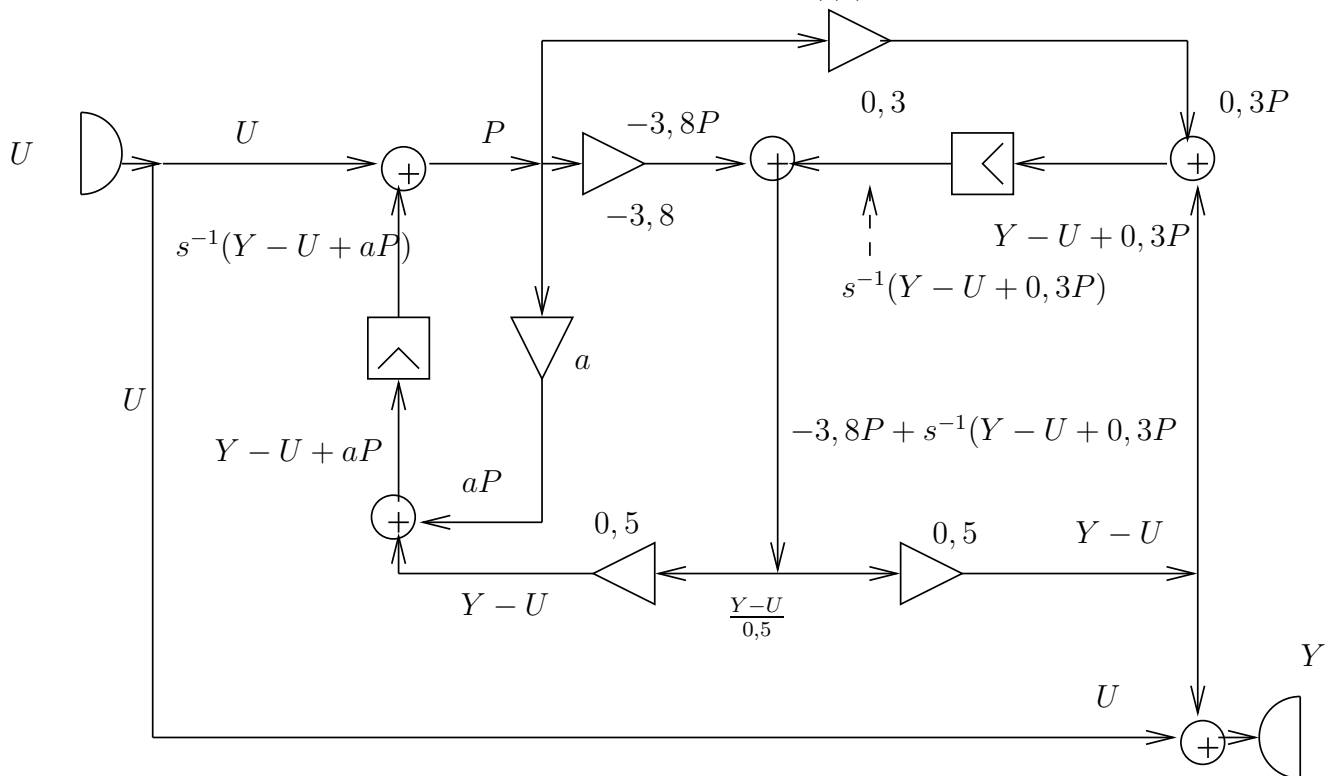 0, 3
0, 3P
U
U
P
−3, 8P
+
+
+
−3, 8
s⁻¹(Y − U + aP)
Y − U + 0, 3P
s⁻¹(Y − U + 0, 3P)
a
U
Y − U + aP
−3, 8P + s⁻¹(Y − U + 0, 3P
aP
+
0, 5
0, 5
Y − U
Y − U
Y−U
0,5
Y
U
+